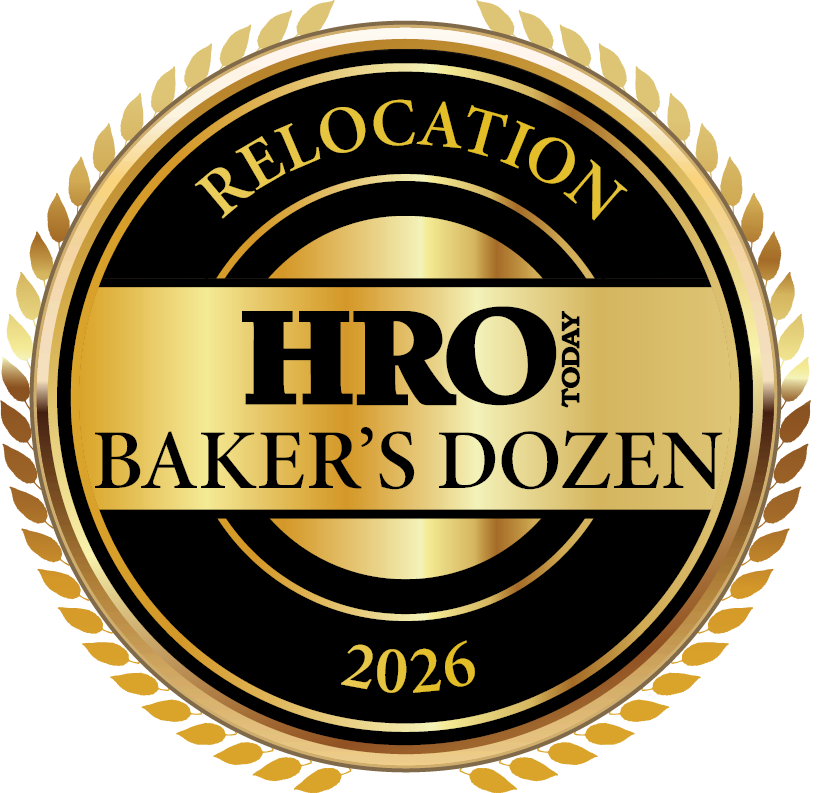 RELOCATION
HRO TODAY
BAKER’S DOZEN
2026